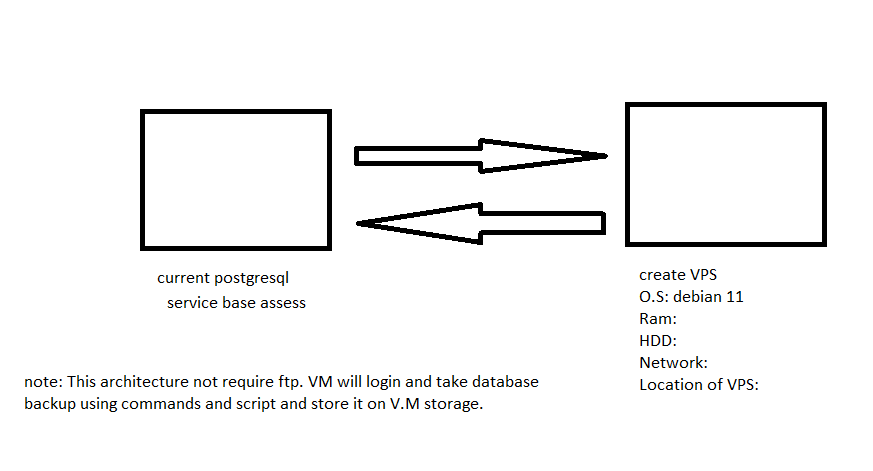 current postgresql
service base assess
create VPS
O.S: debian 11
Ram:
HDD:
Network:
Location of VPS:
note: This architecture not require ftp. VM will login and take database
backup using commands and script and store it on V.M storage.